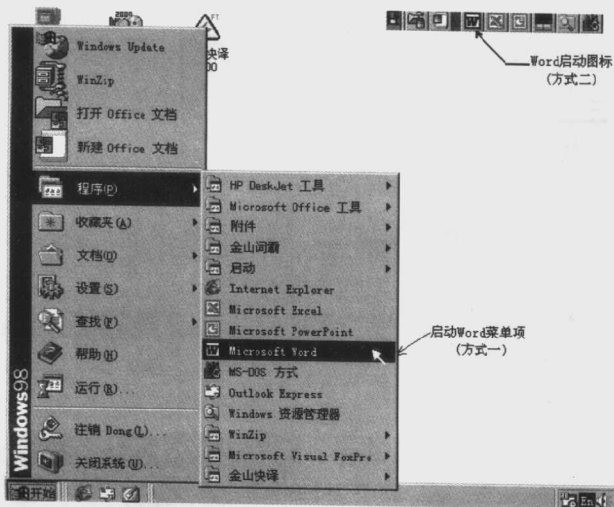 2000
FT
快译
00
Windows Update
WinZip
打开 Office 文档
新建 Office 文档
程序(P)
收藏夹(A)
文档(D)
设置(S)
查找(F)
帮助(H)
运行(R)...
注销 Dong(L)...
关闭系统(U)...
Windows98
HP DeskJet 工具
Microsoft Office 工具
附件
金山词霸
启动
Internet Explorer
Microsoft Excel
Microsoft PowerPoint
Microsoft Word
MS-DOS 方式
Outlook Express
Windows 资源管理器
WinZip
Microsoft Visual FoxPro
金山快译
Word启动图标
(方式二)
启动Word菜单项
(方式一)
开始
En